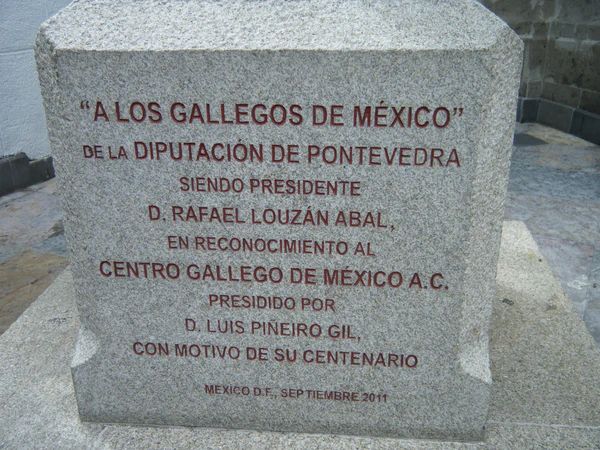 “A LOS GALLEGOS DE MÉXICO”
DE LA DIPUTACIÓN DE PONTEVEDRA
SIENDO PRESIDENTE
D. RAFAEL LOUZÁN ABAL,
EN RECONOCIMIENTO AL
CENTRO GALLEGO DE MÉXICO A.C.
PRESIDIDO POR
D. LUIS PIÑEIRO GIL,
CON MOTIVO DE SU CENTENARIO
MEXICO D.F., SEPTIEMBRE 2011